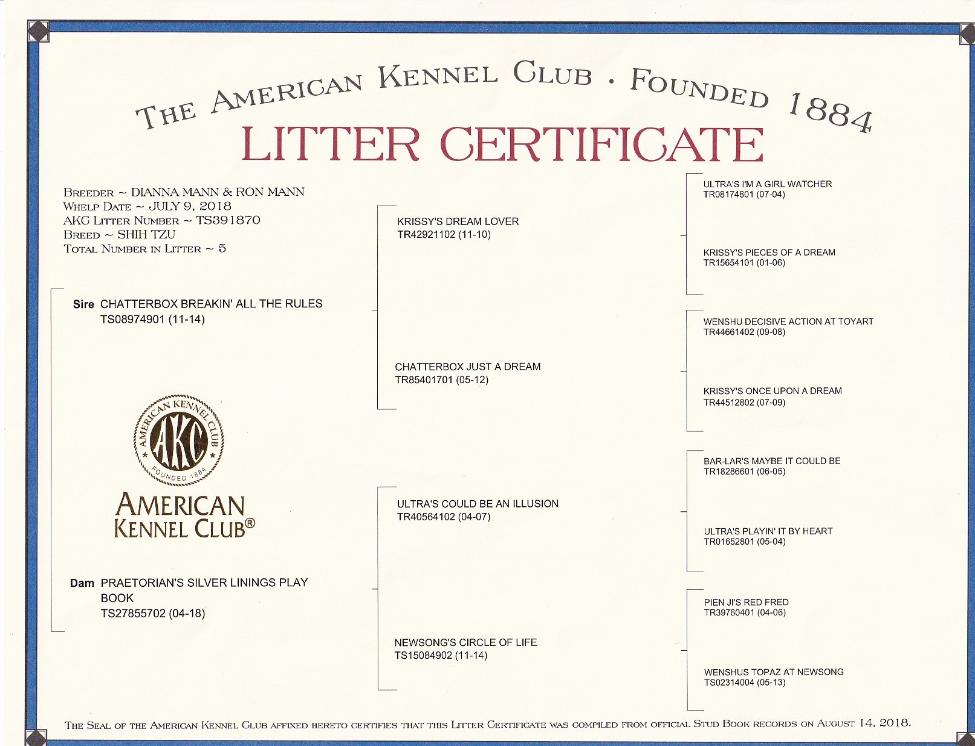 THE AMERICAN KENNEL CLUB . FOUNDED 1884
LITTER CERTIFICATE
BREEDER ~ DIANNA MANN & RON MANN
WHELP DATE ~ JULY 9, 2018
AKC LITTER NUMBER ~ TS391870
BREED ~ SHIH TZU
TOTAL NUMBER IN LITTER ~ 5
Sire CHATTERBOX BREAKIN' ALL THE RULES
TS08974901 (11-14)
AMERICAN KENNEL CLUB
AKC
FOUNDED 1884
AMERICAN
KENNEL CLUB®
Dam PRAETORIAN'S SILVER LININGS PLAY
BOOK
TS27855702 (04-18)
KRISSY'S DREAM LOVER
TR42921102 (11-10)
CHATTERBOX JUST A DREAM
TR85401701 (05-12)
ULTRA'S COULD BE AN ILLUSION
TR40564102 (04-07)
NEWSONG'S CIRCLE OF LIFE
TS15084902 (11-14)
ULTRA'S I'M A GIRL WATCHER
TR08174801 (07-04)
KRISSY'S PIECES OF A DREAM
TR15654101 (01-06)
WENSHU DECISIVE ACTION AT TOYART
TR44661402 (09-08)
KRISSY'S ONCE UPON A DREAM
TR44512802 (07-09)
BAR-LAR'S MAYBE IT COULD BE
TR18286601 (06-05)
ULTRA'S PLAYIN' IT BY HEART
TR01652801 (05-04)
PIEN JI'S RED FRED
TR39760401 (04-06)
WENSHUS TOPAZ AT NEWSONG
TS02314004 (05-13)
THE SEAL OF THE AMERICAN KENNEL CLUB AFFIXED HERETO CERTIFIES THAT THIS LITTER CERTIFICATE WAS COMPILED FROM OFFICIAL STUD BOOK RECORDS ON AUGUST 14, 2018.